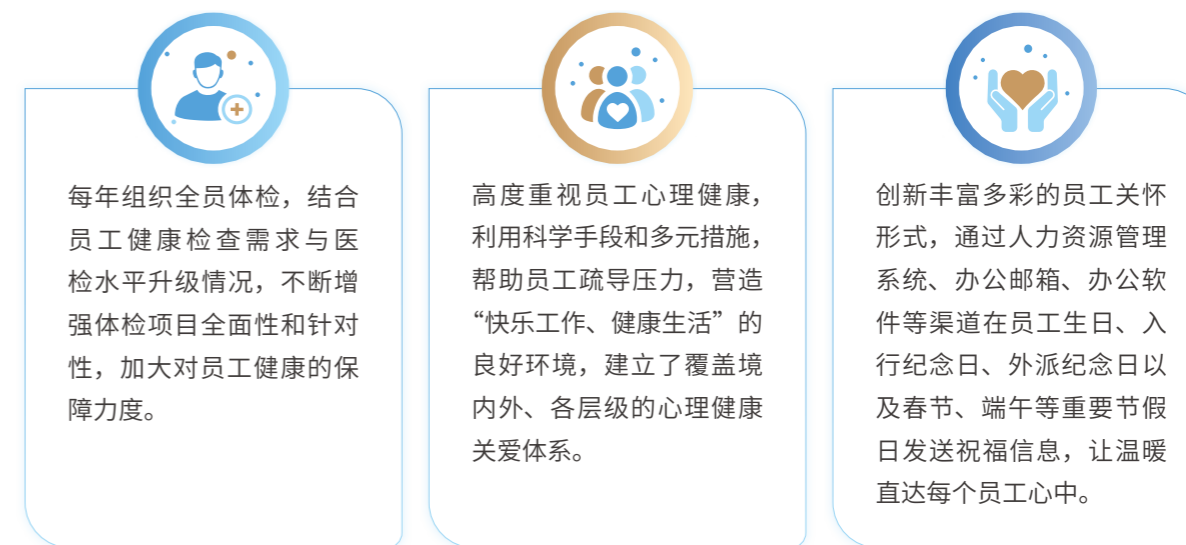 每年组织全员体检，结合
员工健康检查需求与医
检水平升级情况，不断增
强体检项目全面性和针对
性，加大对员工健康的保
障力度。
高度重视员工心理健康，
利用科学手段和多元措施，
帮助员工疏导压力，营造
“快乐工作、健康生活”的
良好环境，建立了覆盖境
内外、各层级的心理健康
关爱体系。
创新丰富多彩的员工关怀
形式，通过人力资源管理
系统、办公邮箱、办公软
件等渠道在员工生日、入
行纪念日、外派纪念日以
及春节、端午等重要节假
日发送祝福信息，让温暖
直达每个员工心中。